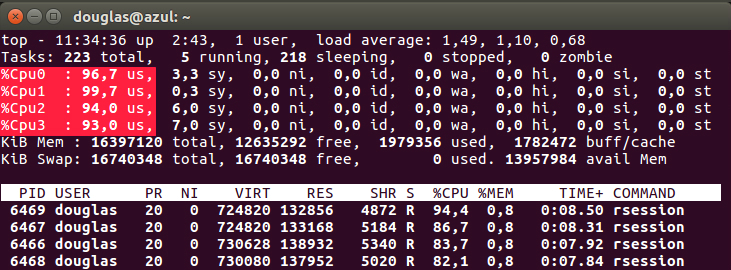 douglas@azul: ~
top - 11:34:36 up  2:43,  1 user,  load average: 1,49, 1,10, 0,68
Tasks: 223 total,   5 running, 218 sleeping,   0 stopped,   0 zombie
%Cpu0  : 96,7 us,  3,3 sy,  0,0 ni,  0,0 id,  0,0 wa,  0,0 hi,  0,0 si,  0,0 st
%Cpu1  : 99,7 us,  0,3 sy,  0,0 ni,  0,0 id,  0,0 wa,  0,0 hi,  0,0 si,  0,0 st
%Cpu2  : 94,0 us,  6,0 sy,  0,0 ni,  0,0 id,  0,0 wa,  0,0 hi,  0,0 si,  0,0 st
%Cpu3  : 93,0 us,  7,0 sy,  0,0 ni,  0,0 id,  0,0 wa,  0,0 hi,  0,0 si,  0,0 st
KiB Mem : 16397120 total, 12635292 free,  1979356 used,  1782472 buff/cache
KiB Swap: 16740348 total, 16740348 free,        0 used. 13957984 avail Mem
PID USER      PR  NI    VIRT    RES    SHR S  %CPU %MEM     TIME+ COMMAND
6469 douglas   20   0  724820 132856   4872 R  94,4  0,8   0:08.50 rsession
6467 douglas   20   0  724820 133168   5184 R  86,7  0,8   0:08.31 rsession
6466 douglas   20   0  730628 138932   5340 R  83,7  0,8   0:07.92 rsession
6468 douglas   20   0  730080 137952   5020 R  82,1  0,8   0:07.84 rsession